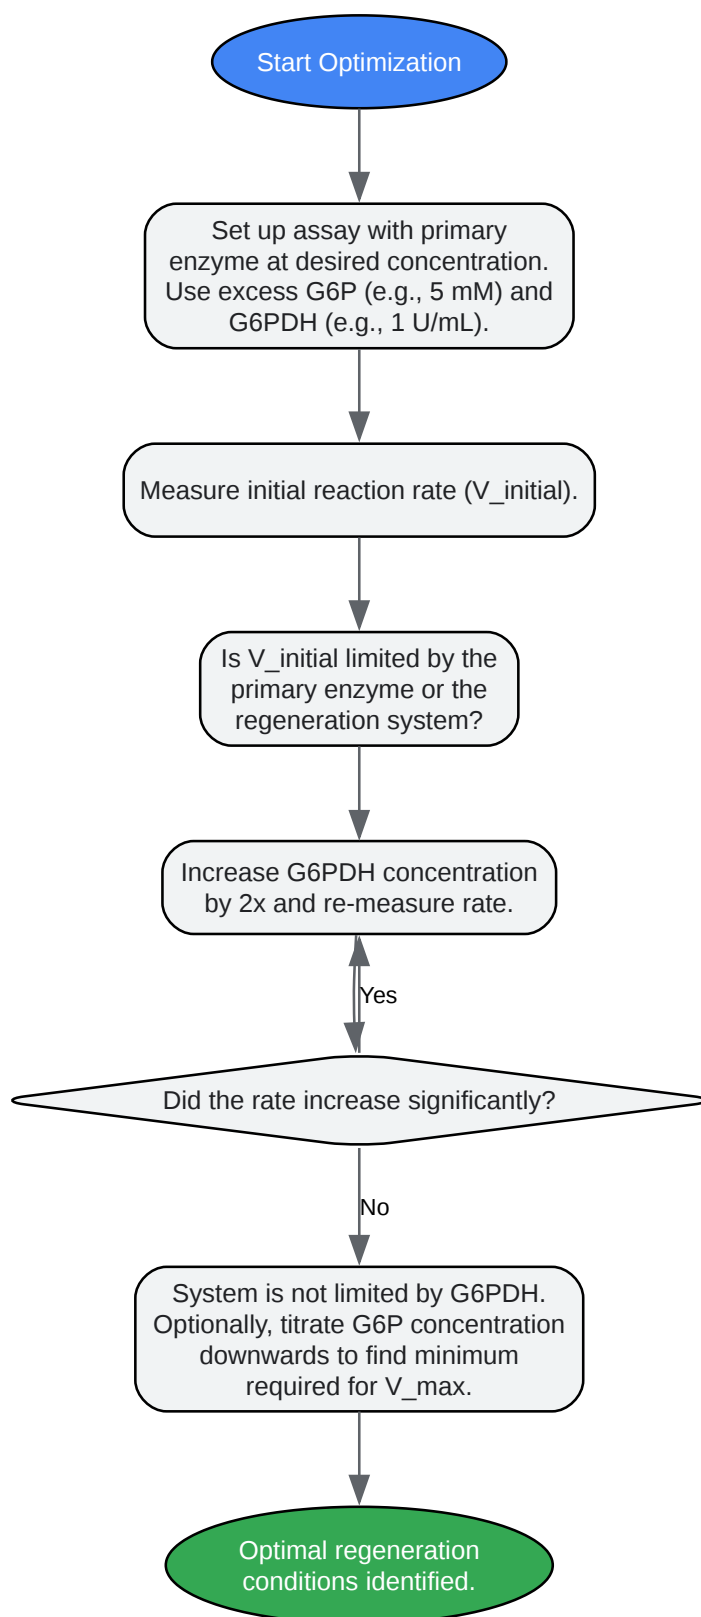 Start Optimization
Set up assay with primary
enzyme at desired concentration.
Use excess G6P (e.g., 5 mM) and
G6PDH (e.g., 1 U/mL).
Measure initial reaction rate (V_initial).
Is V_initial limited by the
primary enzyme or the
regeneration system?
Increase G6PDH concentration
by 2x and re-measure rate.
Yes
Did the rate increase significantly?
No
System is not limited by G6PDH.
Optionally, titrate G6P concentration
downwards to find minimum
required for V_max.
Optimal regeneration
conditions identified.